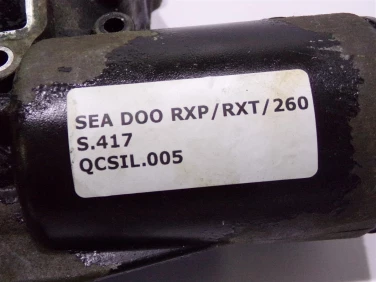 SEA DOO RXP/RXT/260
S.417
QCSIL.005